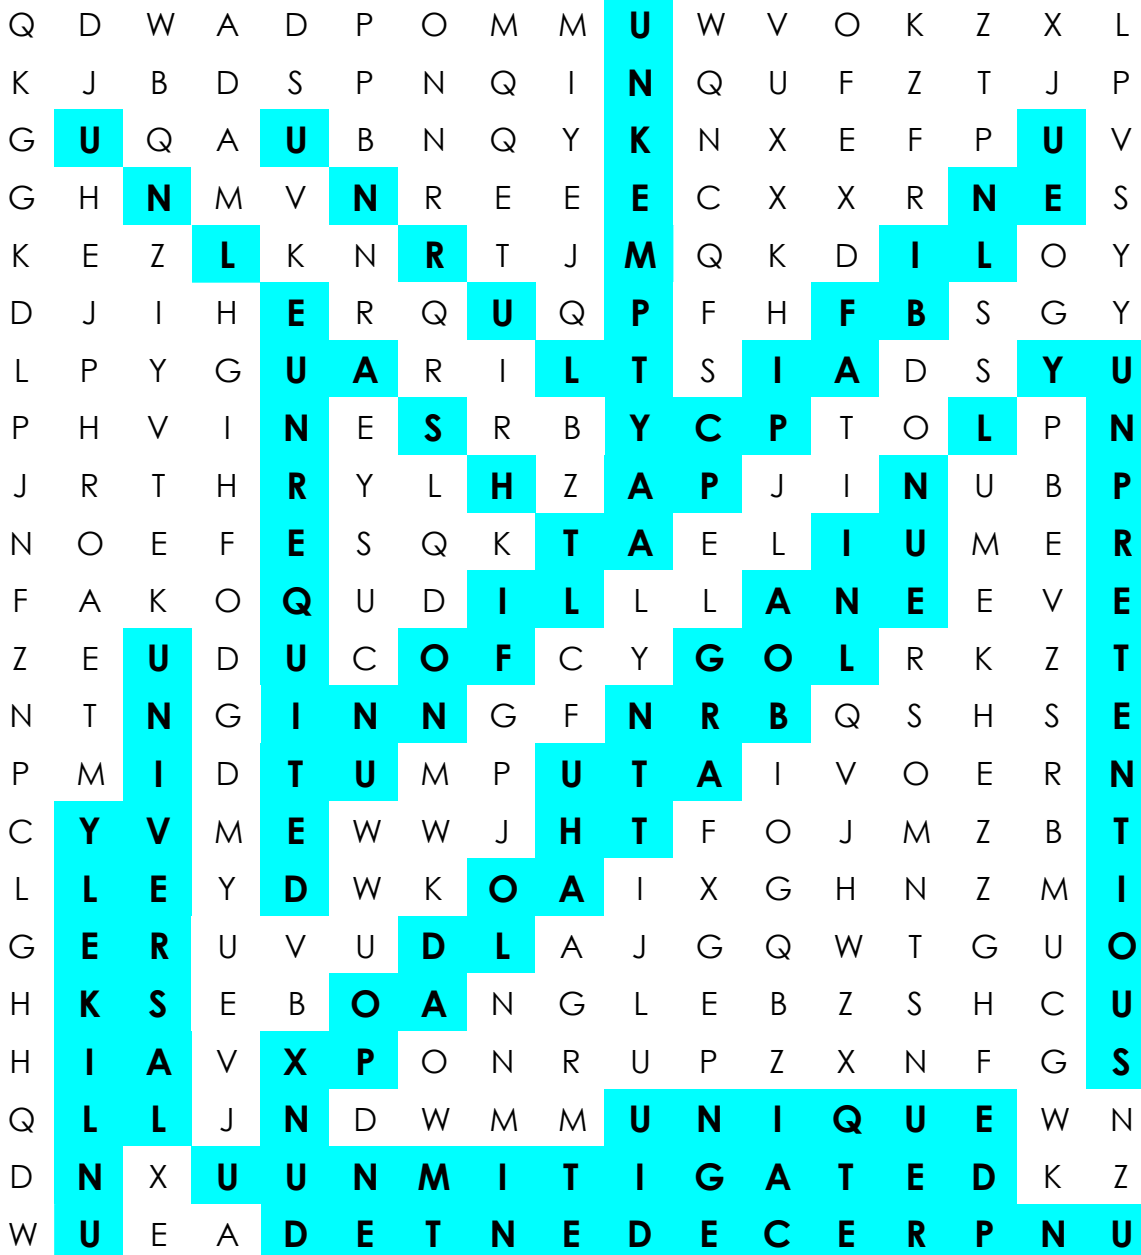 Q D W A D P O M M U W V O K Z X L
K J B D S P N Q I N Q U F Z T J P
G U Q A U B N Q Y K N X E F P U V
G H N M V N R E E E C X X R N E S
K E Z L K N R T J M Q K D I L O Y
D J I H E R Q U Q P F H F B S G Y
L P Y G U A R I L T S I A D S Y U
P H V I N E S R B Y C P T O L P N
J R T H R Y L H Z A P J I N U B P
N O E F E S Q K T A E L I U M E R
F A K O Q U D I L L L A N E E V E
Z E U D U C O F C Y G O L R K Z T
N T N G I N N G F N R B Q S H S E
P M I D T U M P U T A I V O E R N
C Y V M E W W J H T F O J M Z B T
L L E Y D W K O A I X G H N Z M I
G E R U V U D L A J G Q W T G U O
H K S E B O A N G L E B Z S H C U
H I A V X P O N R U P Z X N F G S
Q L L J N D W M M U N I Q U E W N
D N X U U N M I T I G A T E D K Z
W U E A D E T N E D E C E R P N U